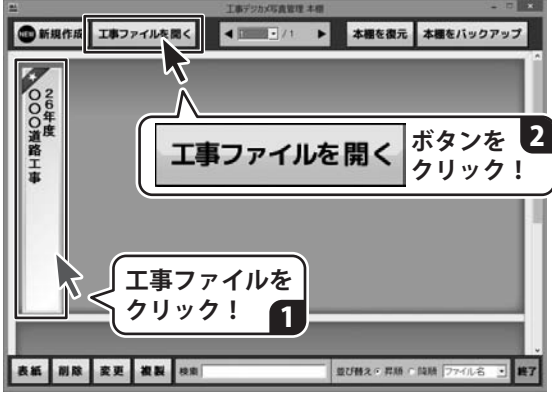 工事デジカメ写真管理 本棚
NEW 新規作成 工事ファイルを開く ◀ 1 / 1 ▶ 本棚を復元 本棚をバックアップ
26年度
〇〇〇道路工事
工事ファイルを開く
ボタンを
クリック！
2
工事ファイルを
クリック！
1
表紙 削除 変更 複製 検索 並び替え 昇順 降順 ファイル名 終了